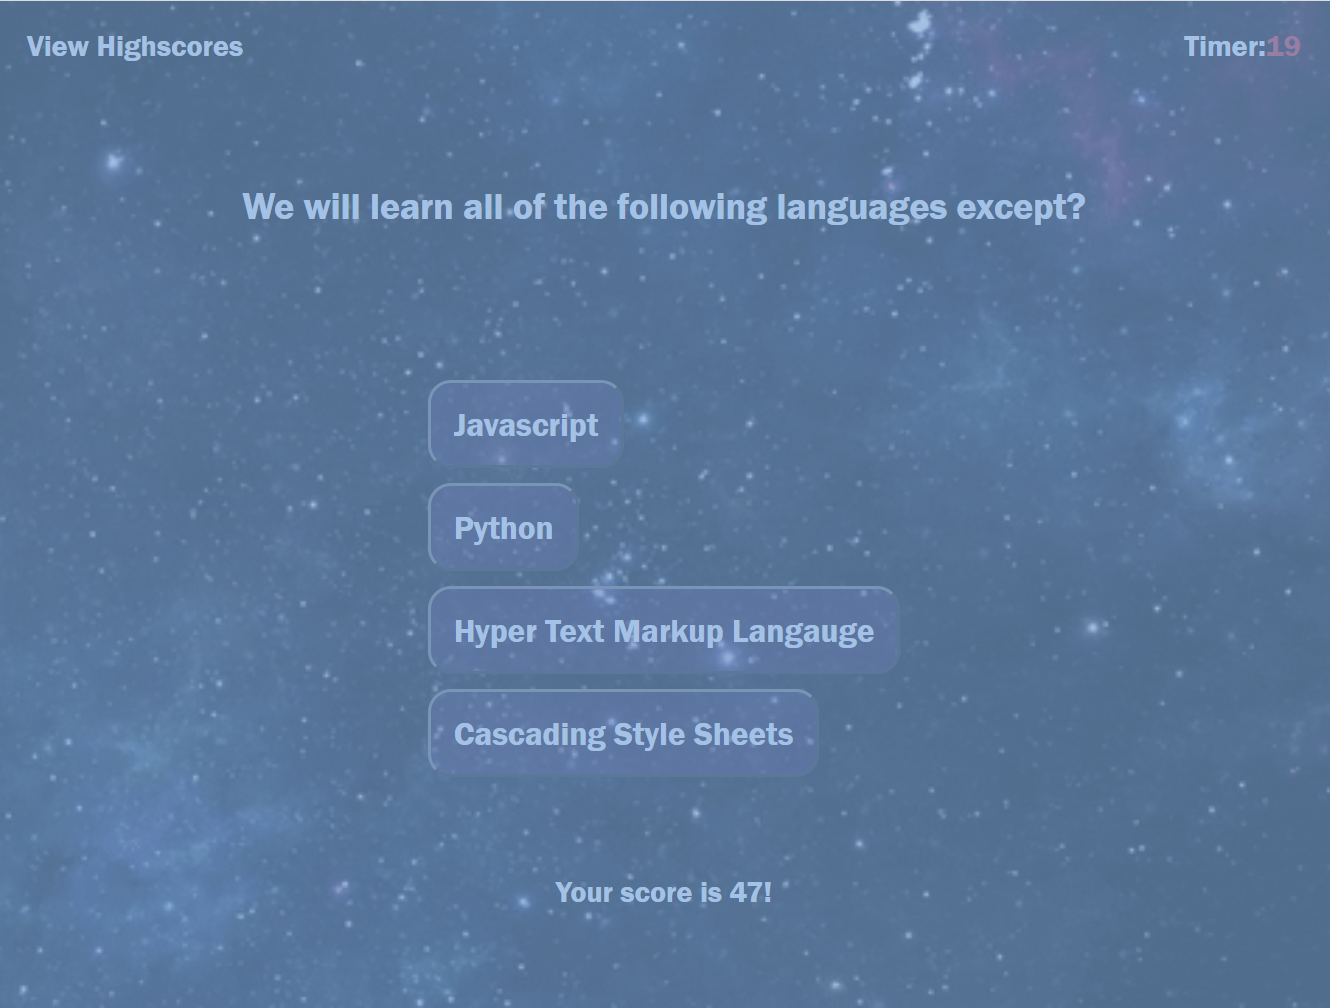 View Highscores
Timer:19
We will learn all of the following languages except?
Javascript
Python
Hyper Text Markup Langauge
Cascading Style Sheets
Your score is 47!